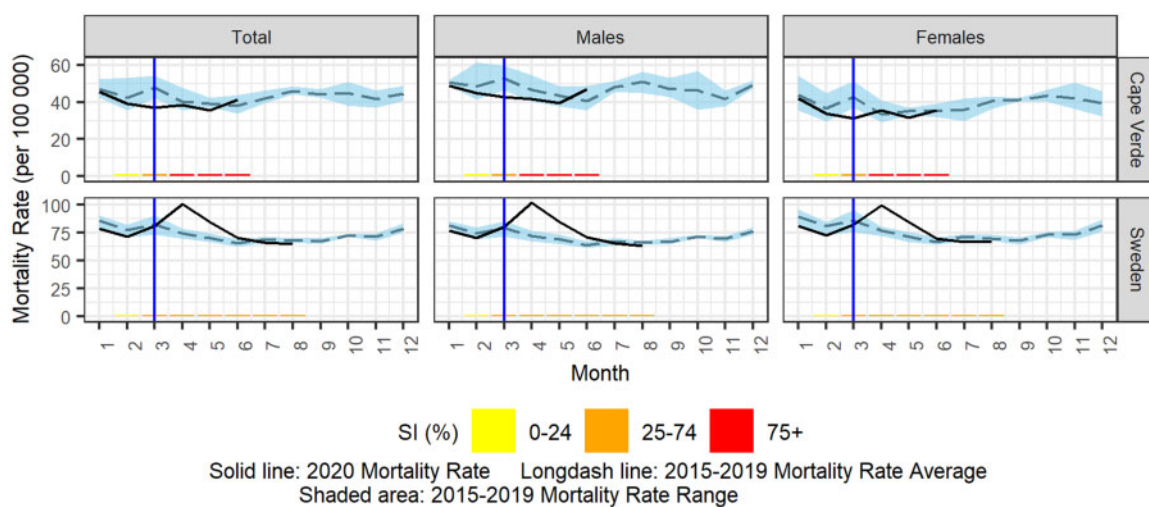 Total Males Females
Mortality Rate (per 100 000)
60
40
20
0
Cape Verde
100
75
50
25
0
Sweden
1 2 3 4 5 6 7 8 9 10 11 12 1 2 3 4 5 6 7 8 9 10 11 12 1 2 3 4 5 6 7 8 9 10 11 12
Month
SI (%) 0-24 25-74 75+
Solid line: 2020 Mortality Rate Longdash line: 2015-2019 Mortality Rate Average
Shaded area: 2015-2019 Mortality Rate Range